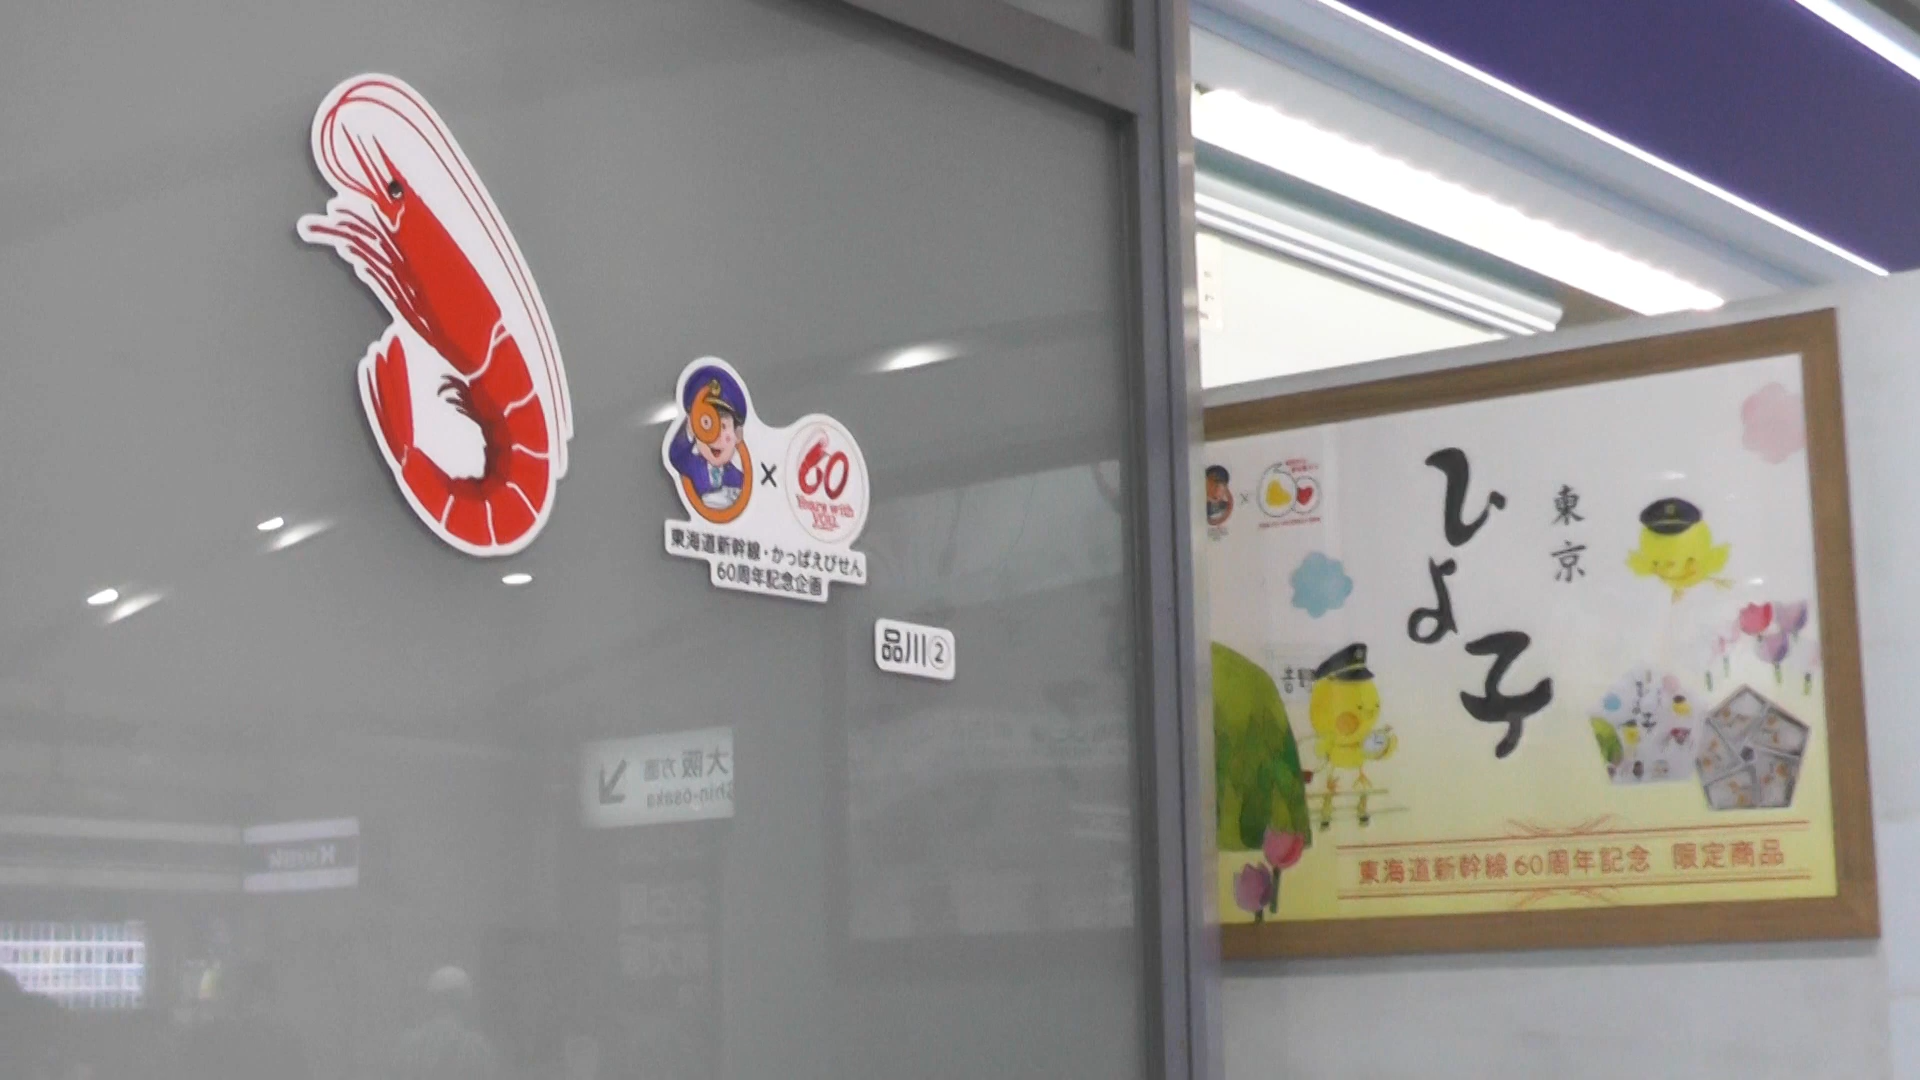 60
Share with
YOU
東海道新幹線・かっぱえびせん
60周年記念企画
品川②
大阪方面
Shin-ōsaka
ひよ子
東京
東海道新幹線60周年記念 限定商品